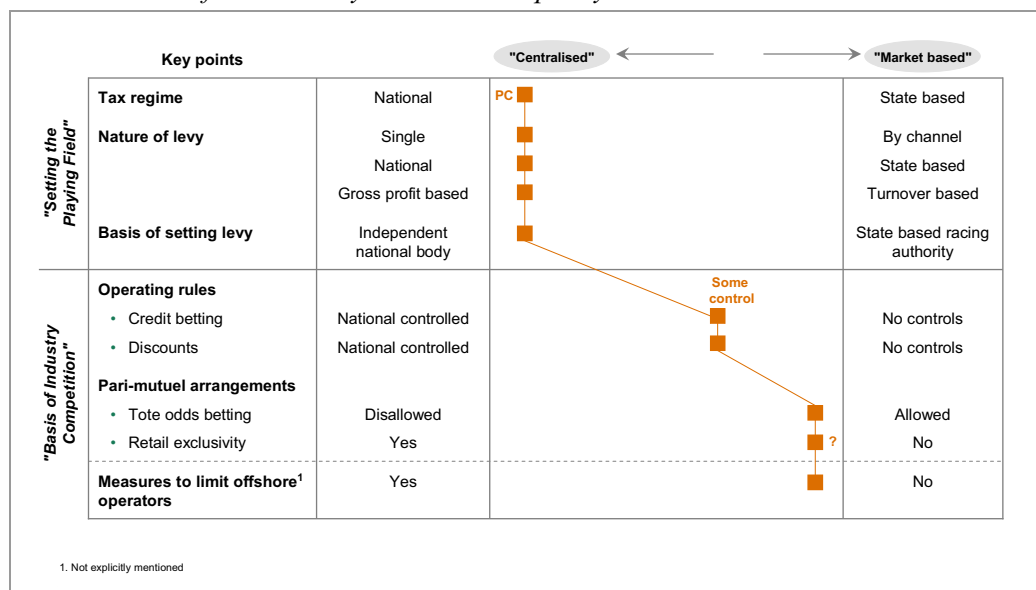 Key points
"Centralised"
"Market based"
"Setting the
Playing Field"
Tax regime
National
PC
State based
Nature of levy
Single
By channel
National
State based
Gross profit based
Turnover based
Basis of setting levy
Independent
national body
State based racing
authority
"Basis of Industry
Competition"
Operating rules
Some
control
• Credit betting
National controlled
No controls
• Discounts
National controlled
No controls
Pari-mutuel arrangements
• Tote odds betting
Disallowed
Allowed
• Retail exclusivity
Yes
?
No
Measures to limit offshore1
operators
Yes
No
1. Not explicitly mentioned